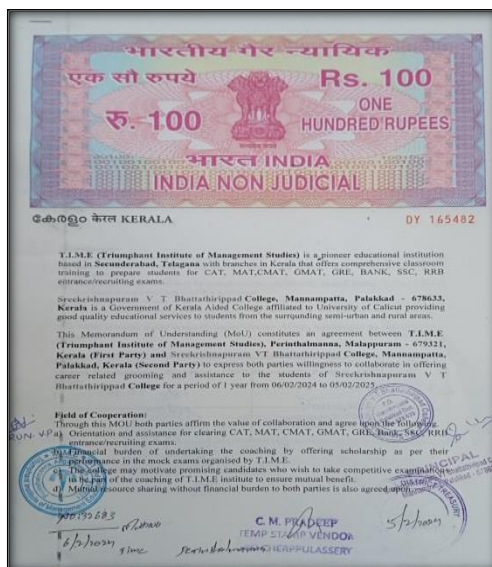 भारतीय गैर न्यायिक
एक सौ रुपये
Rs. 100
रु. 100
ONE
HUNDRED RUPEES
भारत INDIA
INDIA NON JUDICIAL
കേരളം केरल KERALA
DY 165482
T.I.M.E (Triumphant Institute of Management Studies) is a pioneer educational institution
based in Secunderabad, Telagana with branches in Kerala that offers comprehensive classroom
training to prepare students for CAT, MAT,CMAT, GMAT, GRE, BANK, SSC, RRB
entrance/recruiting exams.
Sreekrishnapuram V T Bhattathirippad College, Mannampatta, Palakkad - 678633,
Kerala is a Government of Kerala Aided College affiliated to University of Calicut providing
good quality educational services to students from the surrounding semi-urban and rural areas.
This Memorandum of Understanding (MoU) constitutes an agreement between T.I.M.E
(Triumphant Institute of Management Studies), Perinthalmanna, Malappuram - 679321,
Kerala (First Party) and Sreekrishnapuram VT Bhattathirippad College, Mannampatta,
Palakkad, Kerala (Second Party) to express both parties willingness to collaborate in offering
career related grooming and assistance to the students of Sreekrishnapuram V T
Bhattathirippad College for a period of 1 year from 06/02/2024 to 05/02/2025.
Field of Cooperation:
Through this MOU both parties affirm the value of collaboration and agree upon the following.
a) Orientation and assistance for clearing CAT, MAT, CMAT, GMAT, GRE, Bank, SSC, RRB
entrance/recruiting exams.
Financial burden of undertaking the coaching by offering scholarship as per their
performance in the mock exams organised by T.I.M.E.
The college may motivate promising candidates who wish to take competitive examinations
to be part of the coaching of T.I.M.E institute to ensure mutual benefit.
d) Mutual resource sharing without financial burden to both parties is also agreed upon.
6/2/2024
Time
C. M. PRADEEP
TEMP STAMP VENDOR
CHERPPULASSERY
5/2/2024